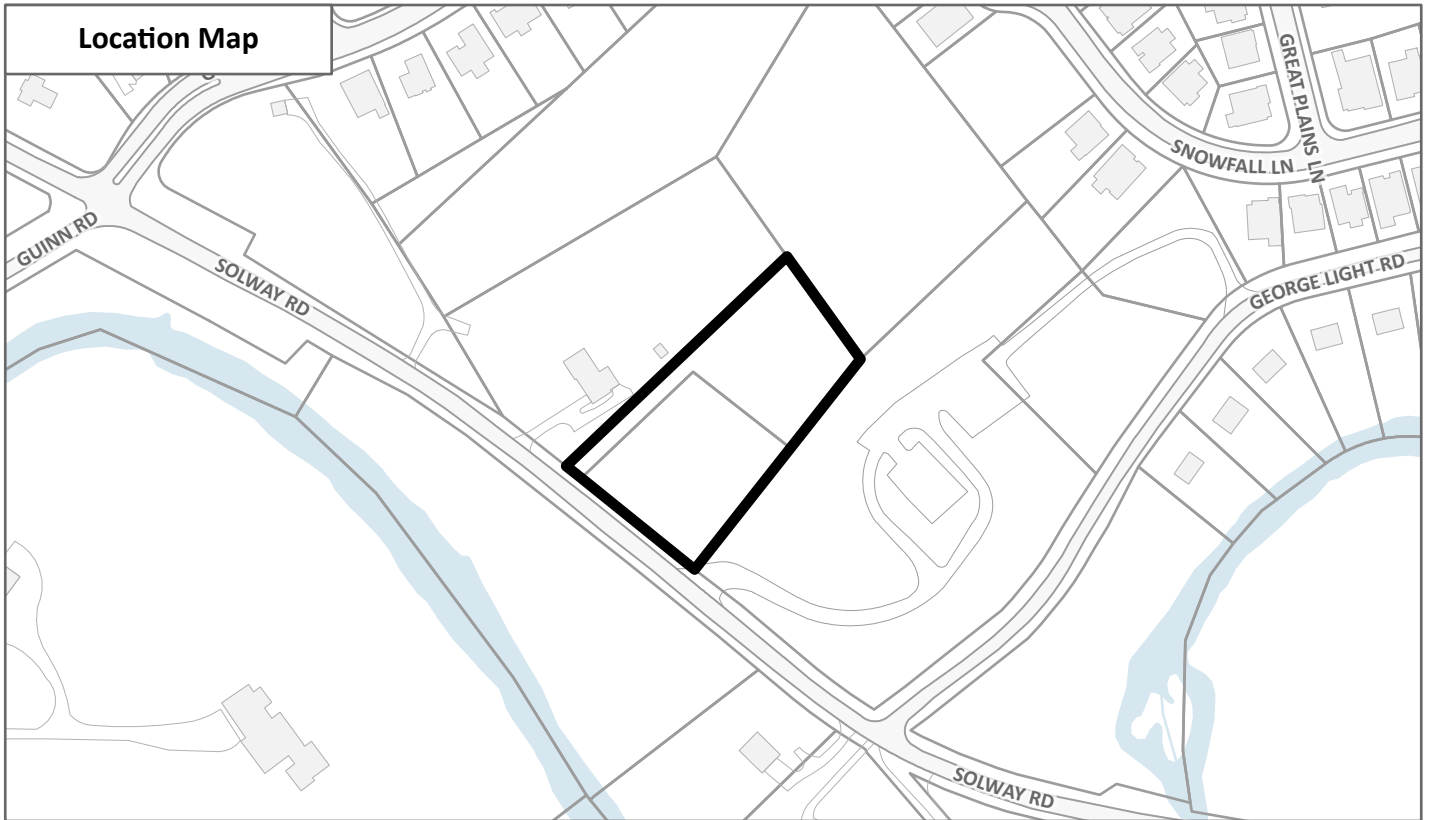 Location Map
GREAT PLAINS LN
SNOWFALL LN
GUINN RD
SOLWAY RD
GEORGE LIGHT RD
SOLWAY RD